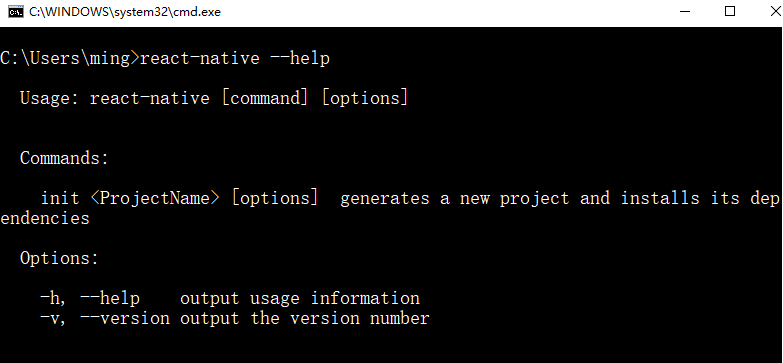 C:\WINDOWS\system32\cmd.exe
C:\Users\ming>react-native --help
Usage: react-native [command] [options]
Commands:
init <ProjectName> [options]  generates a new project and installs its dep
endencies
Options:
-h, --help    output usage information
-v, --version output the version number